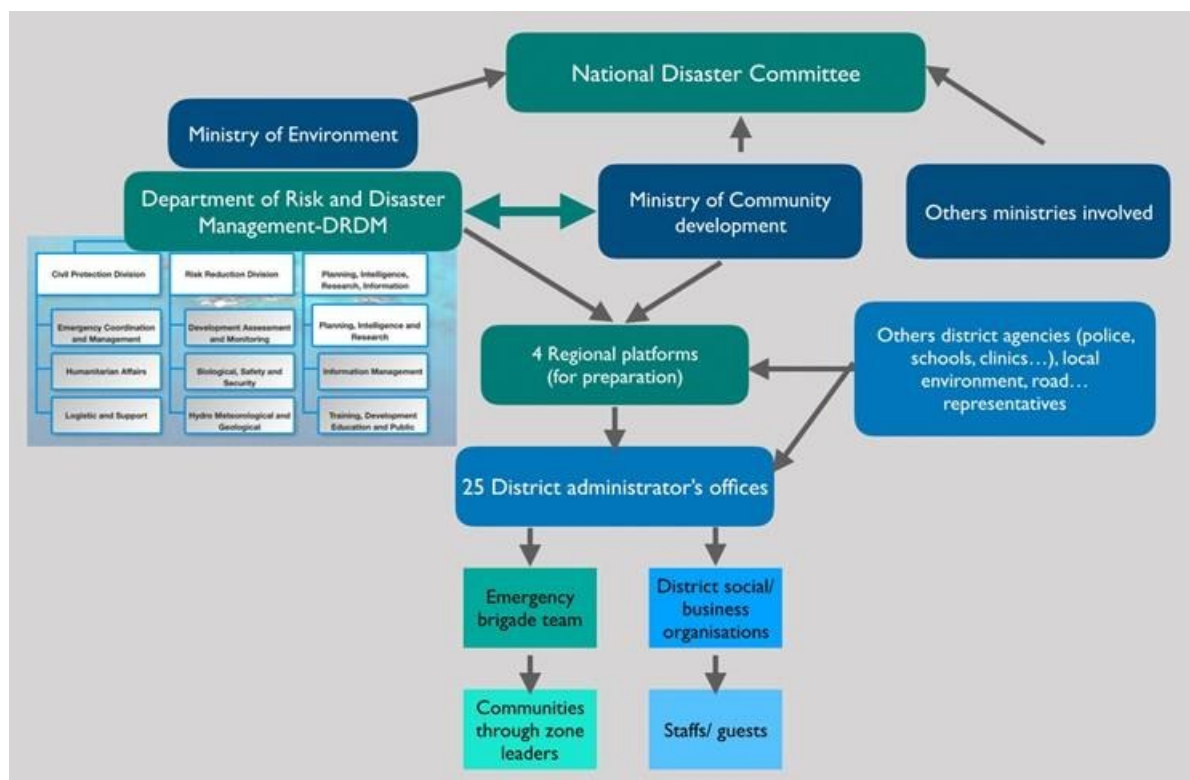 National Disaster Committee
Ministry of Environment
Department of Risk and Disaster
Management-DRDM
Ministry of Community
development
Others ministries involved
Civil Protection Division
Risk Reduction Division
Planning, Intelligence,
Research, Information
Emergency Coordination
and Management
Development Assessment
and Monitoring
Planning, Intelligence and
Research
Humanitarian Affairs
Biological, Safety and
Security
Information Management
Logistic and Support
Hydro Meteorological and
Geological
Training, Development
Education and Public
4 Regional platforms
(for preparation)
Others district agencies (police,
schools, clinics...), local
environment, road...
representatives
25 District administrator's offices
Emergency
brigade team
District social/
business
organisations
Communities
through zone
leaders
Staffs/ guests